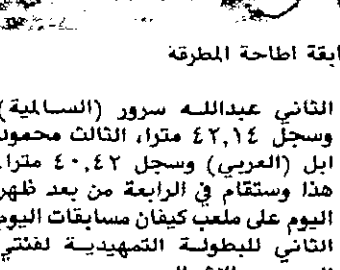 ابقة اطاحة المطرقة
الثاني عبدالله سرور (السالمية)
وسجل ٤٢,١٤ مترا، الثالث محمود
ابل (العربي) وسجل ٤٠,٤٢ مترا.
هذا وستقام في الرابعة من بعد ظهر
اليوم على ملعب كيفان مسابقات اليوم
الثاني للبطولة التمهيدية لفئتي